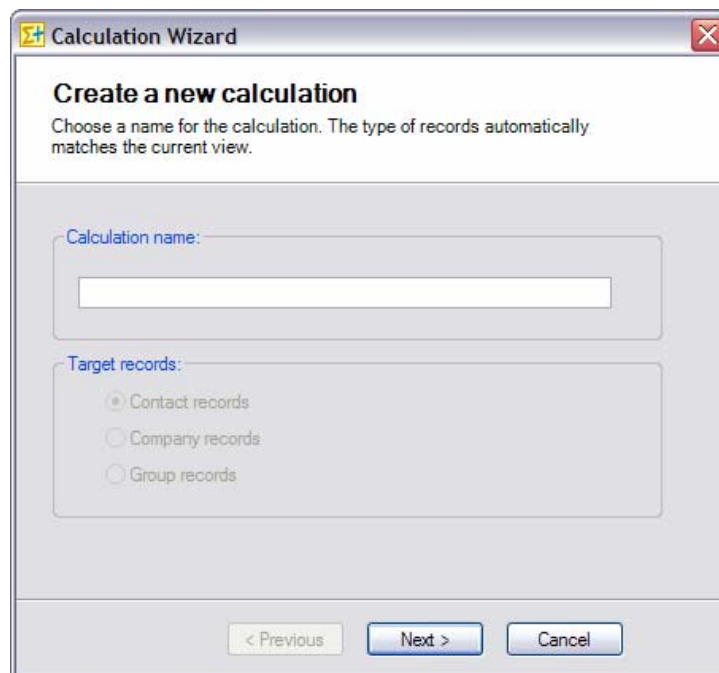 Calculation Wizard
Create a new calculation
Choose a name for the calculation. The type of records automatically
matches the current view.
Calculation name:
Target records:
Contact records
Company records
Group records
< Previous
Next >
Cancel